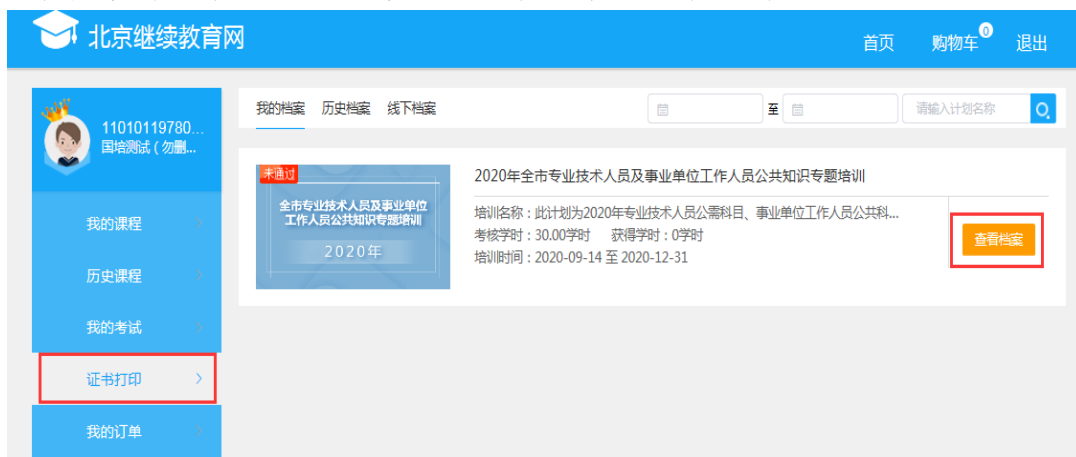 北京继续教育网
首页 购物车 0 退出
11010119780...
国培测试（勿删...
我的课程
历史课程
我的考试
证书打印
我的订单
我的档案 历史档案 线下档案
至
请输入计划名称
未通过
全市专业技术人员及事业单位
工作人员公共知识专题培训
2020年
2020年全市专业技术人员及事业单位工作人员公共知识专题培训
培训名称：此计划为2020年专业技术人员公需科目、事业单位工作人员公共科...
考核学时：30.00学时 获得学时：0学时
培训时间：2020-09-14 至 2020-12-31
查看档案